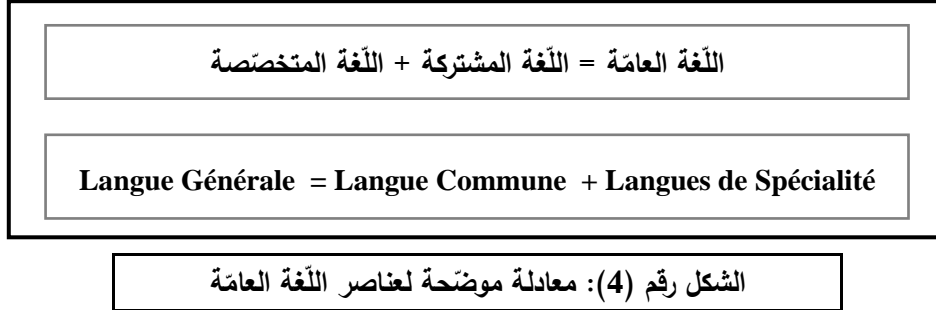 اللّغة العامّة = اللّغة المشتركة + اللّغة المتخصّصة
Langue Générale = Langue Commune + Langues de Spécialité
الشكل رقم (4): معادلة موضّحة لعناصر اللّغة العامّة